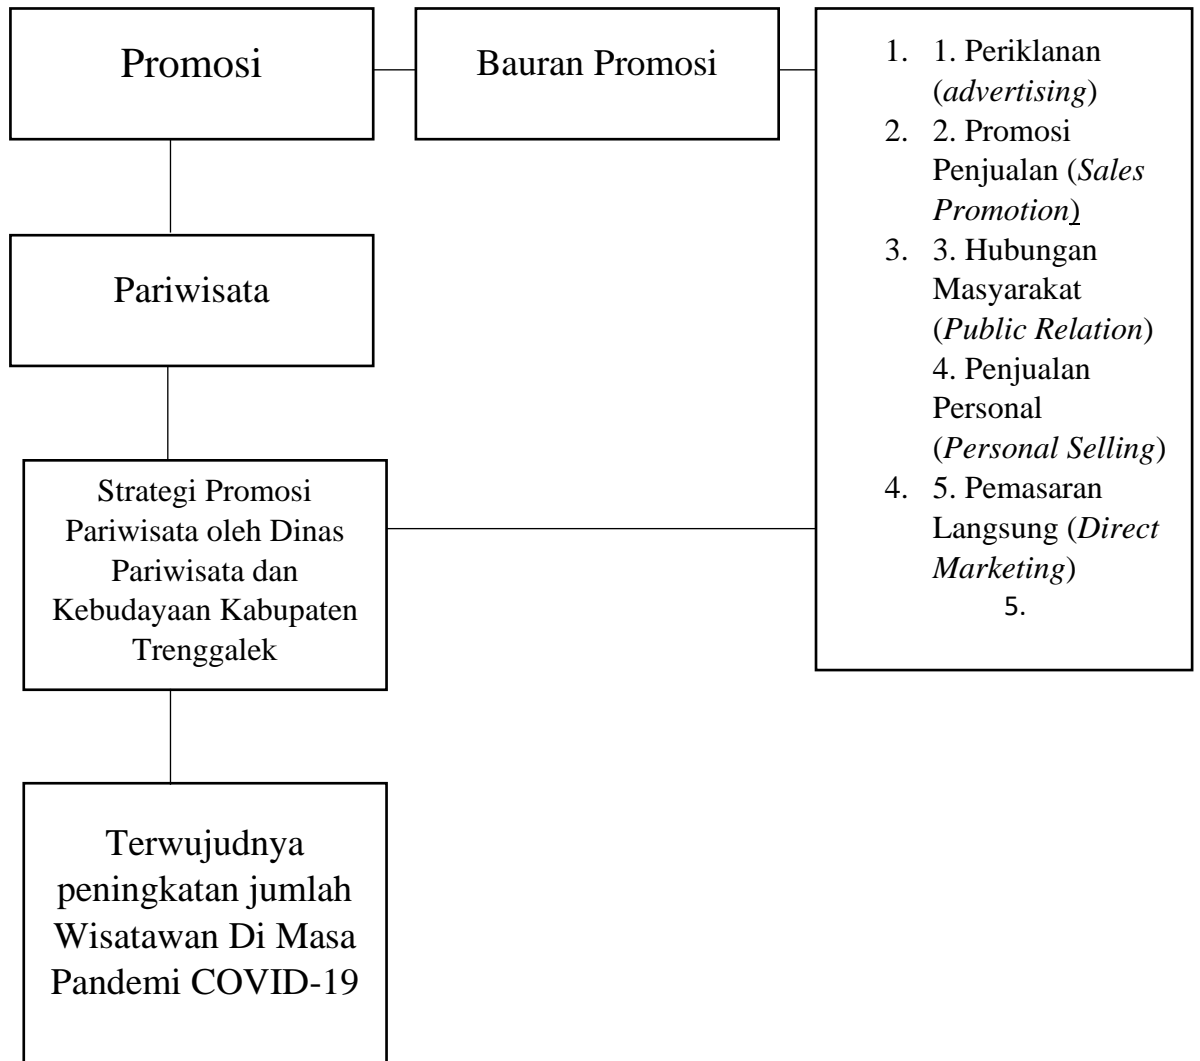 Promosi
Bauran Promosi
1. 1. Periklanan
(advertising)
2. 2. Promosi
Penjualan (Sales
Promotion)
3. 3. Hubungan
Masyarakat
(Public Relation)
4. Penjualan
Personal
(Personal Selling)
4. 5. Pemasaran
Langsung (Direct
Marketing)
5.
Pariwisata
Strategi Promosi
Pariwisata oleh Dinas
Pariwisata dan
Kebudayaan Kabupaten
Trenggalek
Terwujudnya
peningkatan jumlah
Wisatawan Di Masa
Pandemi COVID-19